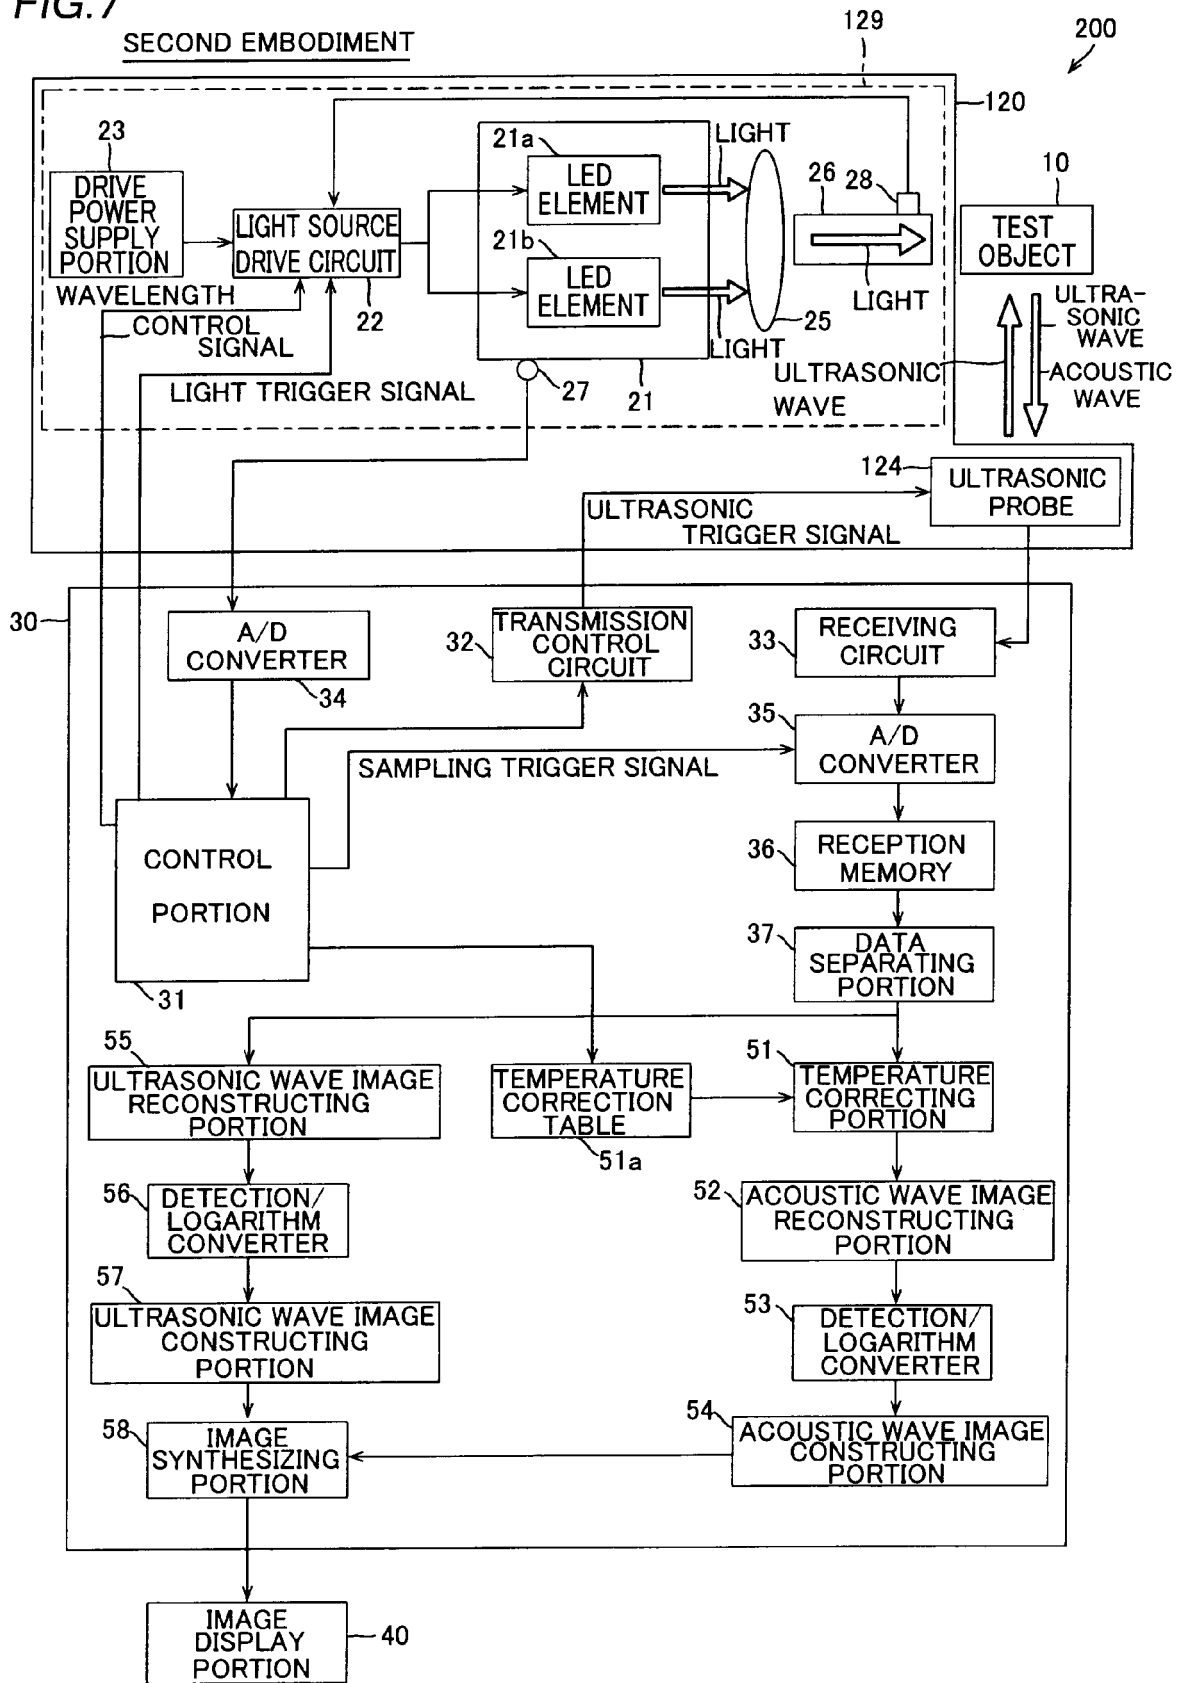 FIG. 7
SECOND EMBODIMENT
129
200
120
23
DRIVE
POWER
SUPPLY
PORTION
LIGHT SOURCE
DRIVE CIRCUIT
22
21a
LED
ELEMENT
21b
LED
ELEMENT
LIGHT
LIGHT
25
26
28
LIGHT
10
TEST
OBJECT
WAVELENGTH
CONTROL
SIGNAL
LIGHT TRIGGER SIGNAL
27
21
ULTRASONIC
WAVE
ULTRA-
SONIC
WAVE
ACOUSTIC
WAVE
124
ULTRASONIC
PROBE
ULTRASONIC
TRIGGER SIGNAL
30
A/D
CONVERTER
34
32
TRANSMISSION
CONTROL
CIRCUIT
33
RECEIVING
CIRCUIT
35
A/D
CONVERTER
SAMPLING TRIGGER SIGNAL
CONTROL
PORTION
31
36
RECEPTION
MEMORY
37
DATA
SEPARATING
PORTION
55
ULTRASONIC WAVE IMAGE
RECONSTRUCTING
PORTION
TEMPERATURE
CORRECTION
TABLE
51a
51
TEMPERATURE
CORRECTING
PORTION
56
DETECTION/
LOGARITHM
CONVERTER
52
ACOUSTIC WAVE IMAGE
RECONSTRUCTING
PORTION
57
ULTRASONIC WAVE IMAGE
CONSTRUCTING
PORTION
53
DETECTION/
LOGARITHM
CONVERTER
58
IMAGE
SYNTHESIZING
PORTION
54
ACOUSTIC WAVE IMAGE
CONSTRUCTING
PORTION
IMAGE
DISPLAY
PORTION
40